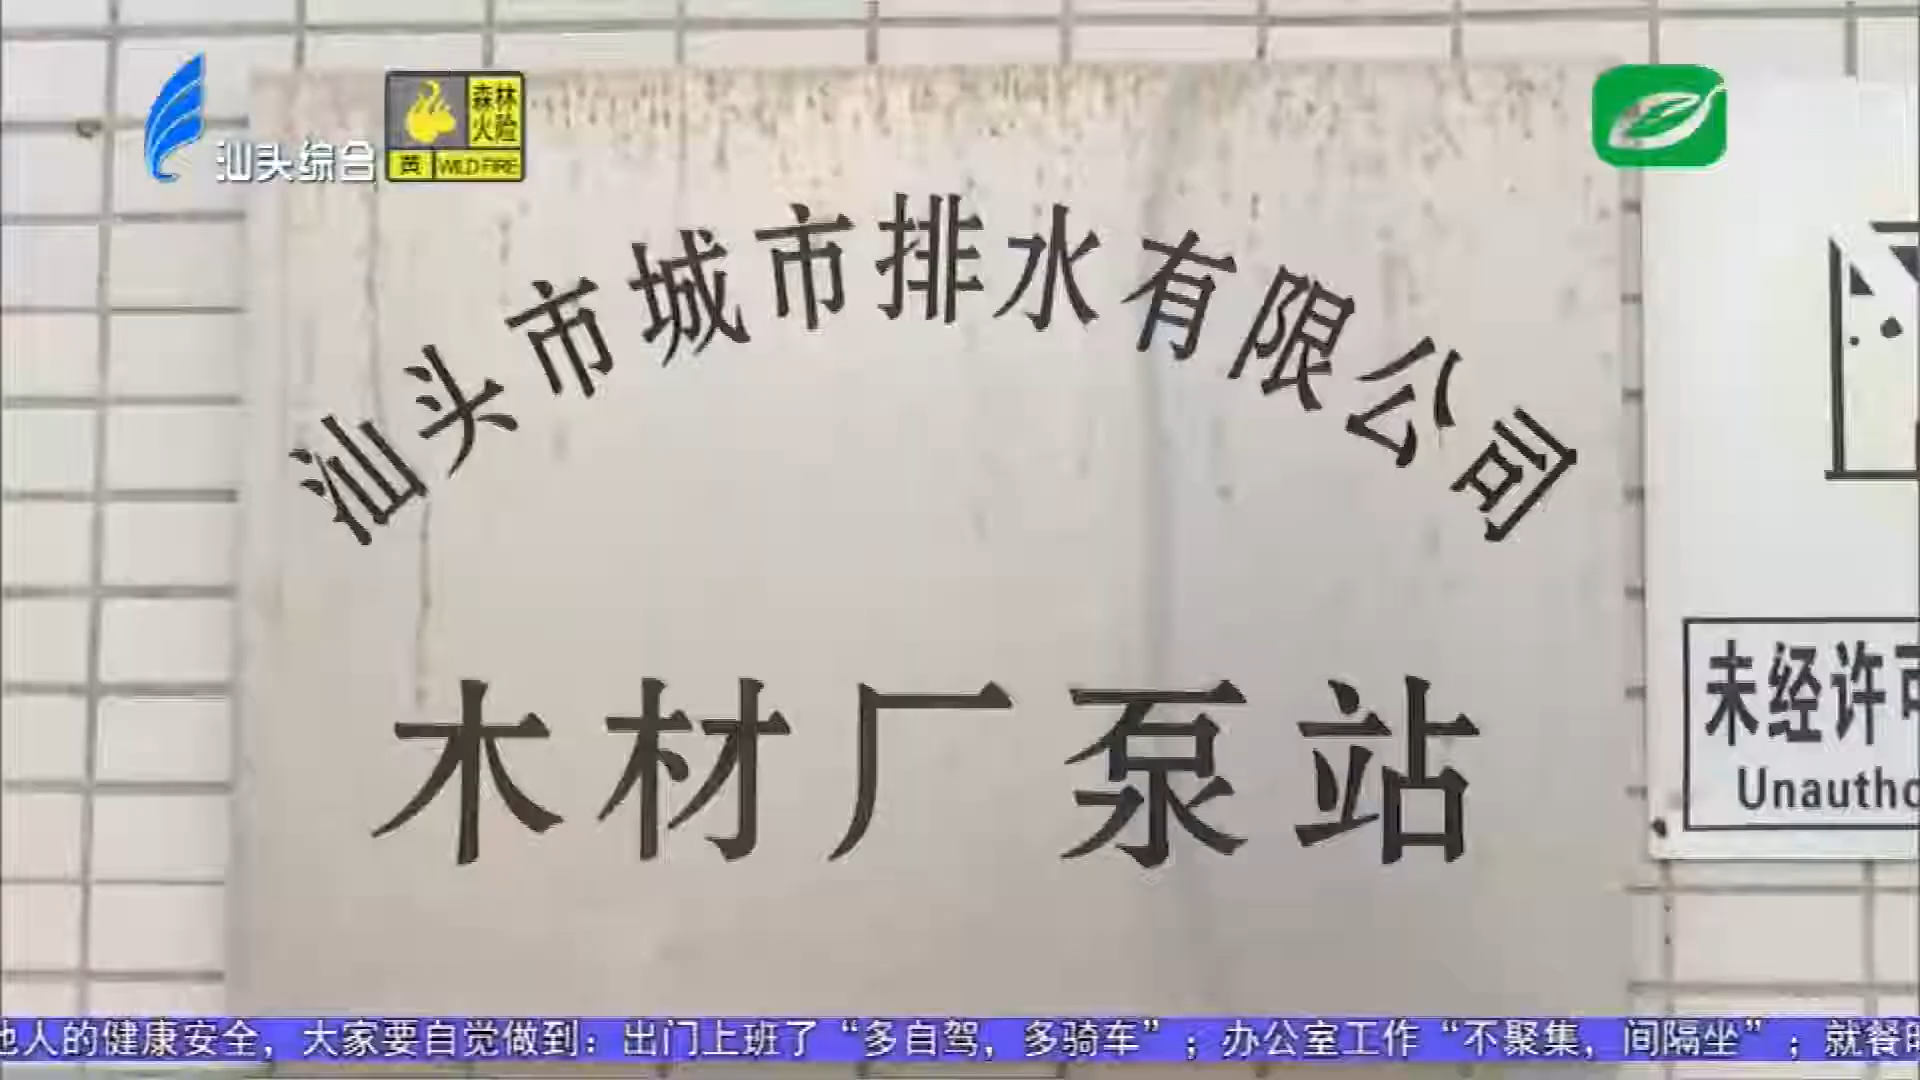 汕头综合
森林
火险
黄 WILD FIRE
汕头市城市排水有限公司
木材厂泵站
未经许可
Unautho
他人的健康安全，大家要自觉做到：出门上班了“多自驾，多骑车”；办公室工作“不聚集，间隔坐”；就餐时